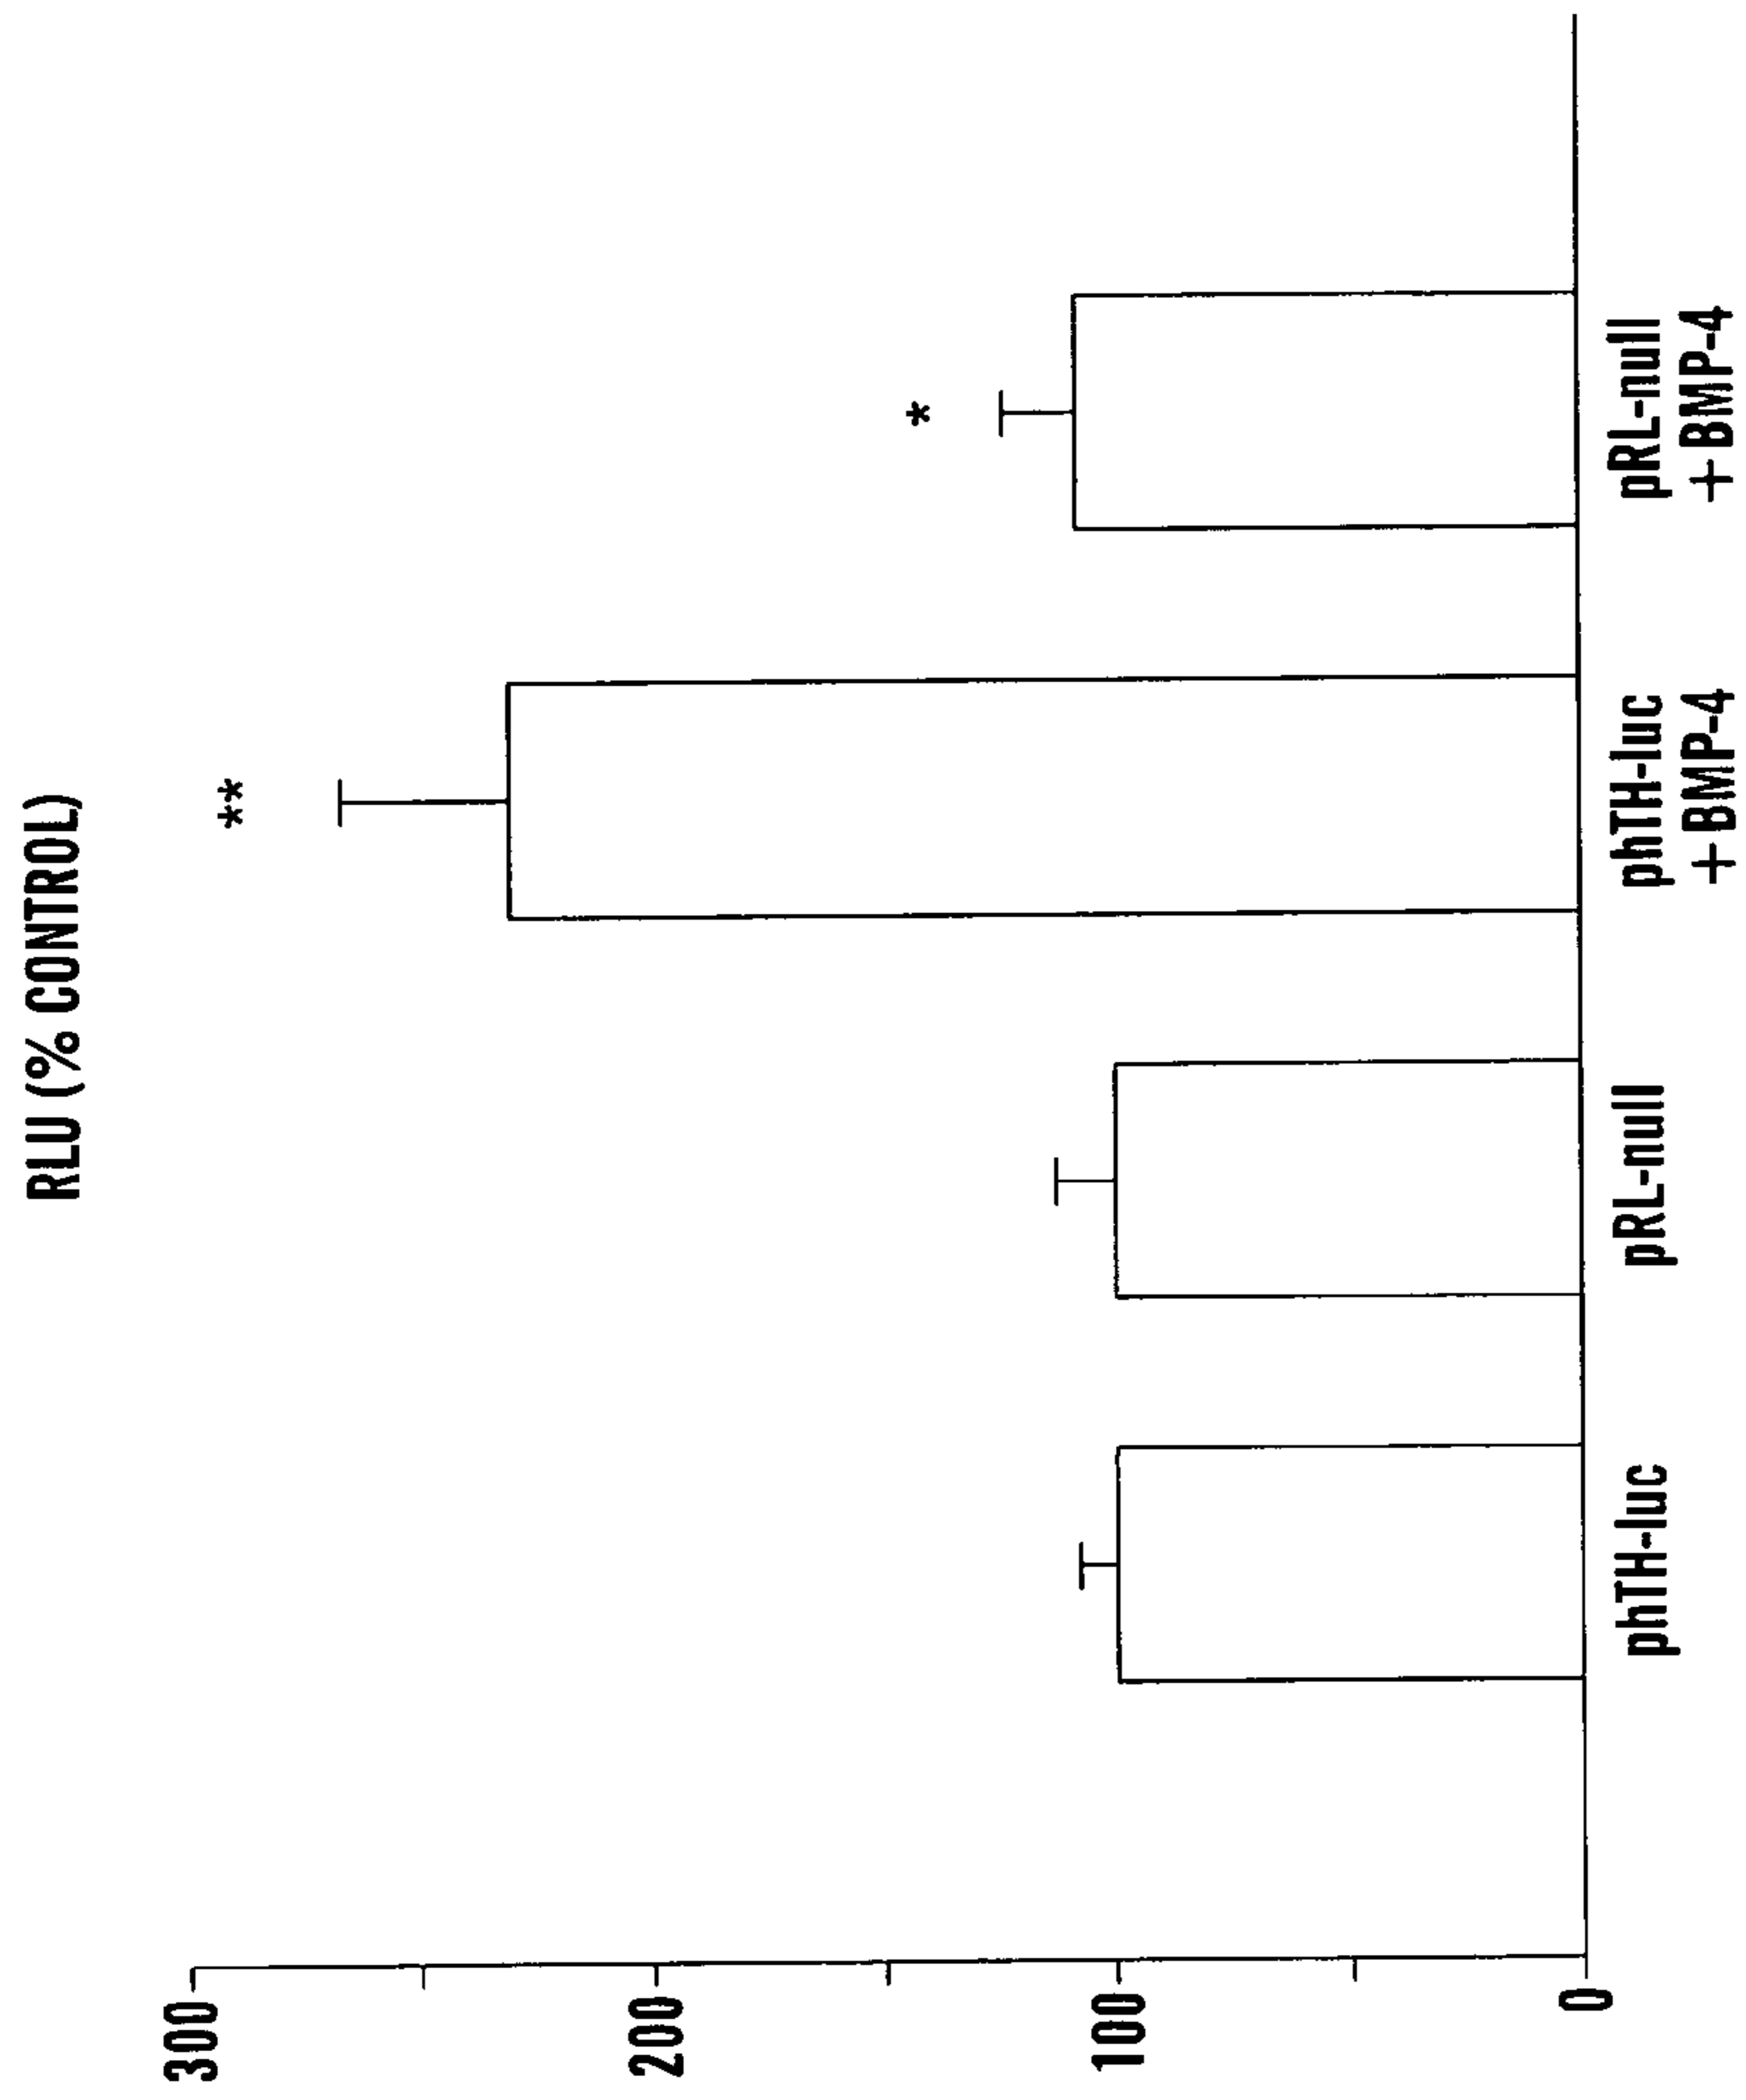 RLU (% CONTROL)
300
200
100
0
phTH-luc
pRL-null
phTH-luc
+ BMP-4
pRL-null
+ BMP-4
**
*